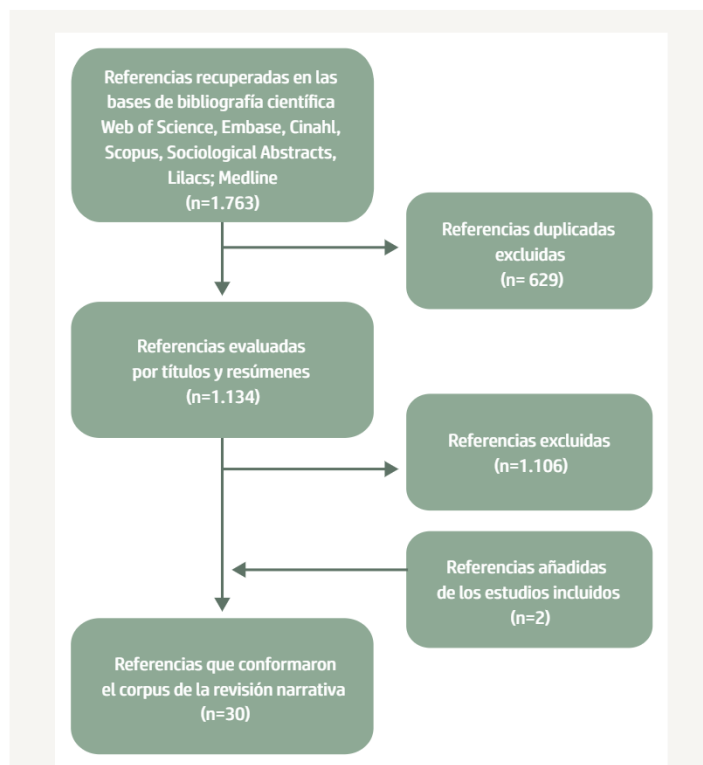 Referencias recuperadas en las
bases de bibliografía científica
Web of Science, Embase, Cinahl,
Scopus, Sociological Abstracts,
Lilacs; Medline
(n=1.763)
Referencias duplicadas
excluidas
(n= 629)
Referencias evaluadas
por títulos y resúmenes
(n=1.134)
Referencias excluidas
(n=1.106)
Referencias añadidas
de los estudios incluidos
(n=2)
Referencias que conformaron
el corpus de la revisión narrativa
(n=30)